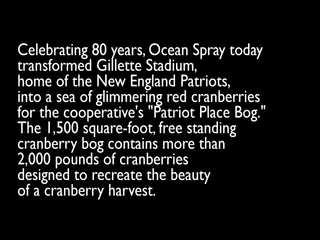 Celebrating 80 years, Ocean Spray today
transformed Gillette Stadium,
home of the New England Patriots,
into a sea of glimmering red cranberries
for the cooperative's "Patriot Place Bog."
The 1,500 square-foot, free standing
cranberry bog contains more than
2,000 pounds of cranberries
designed to recreate the beauty
of a cranberry harvest.